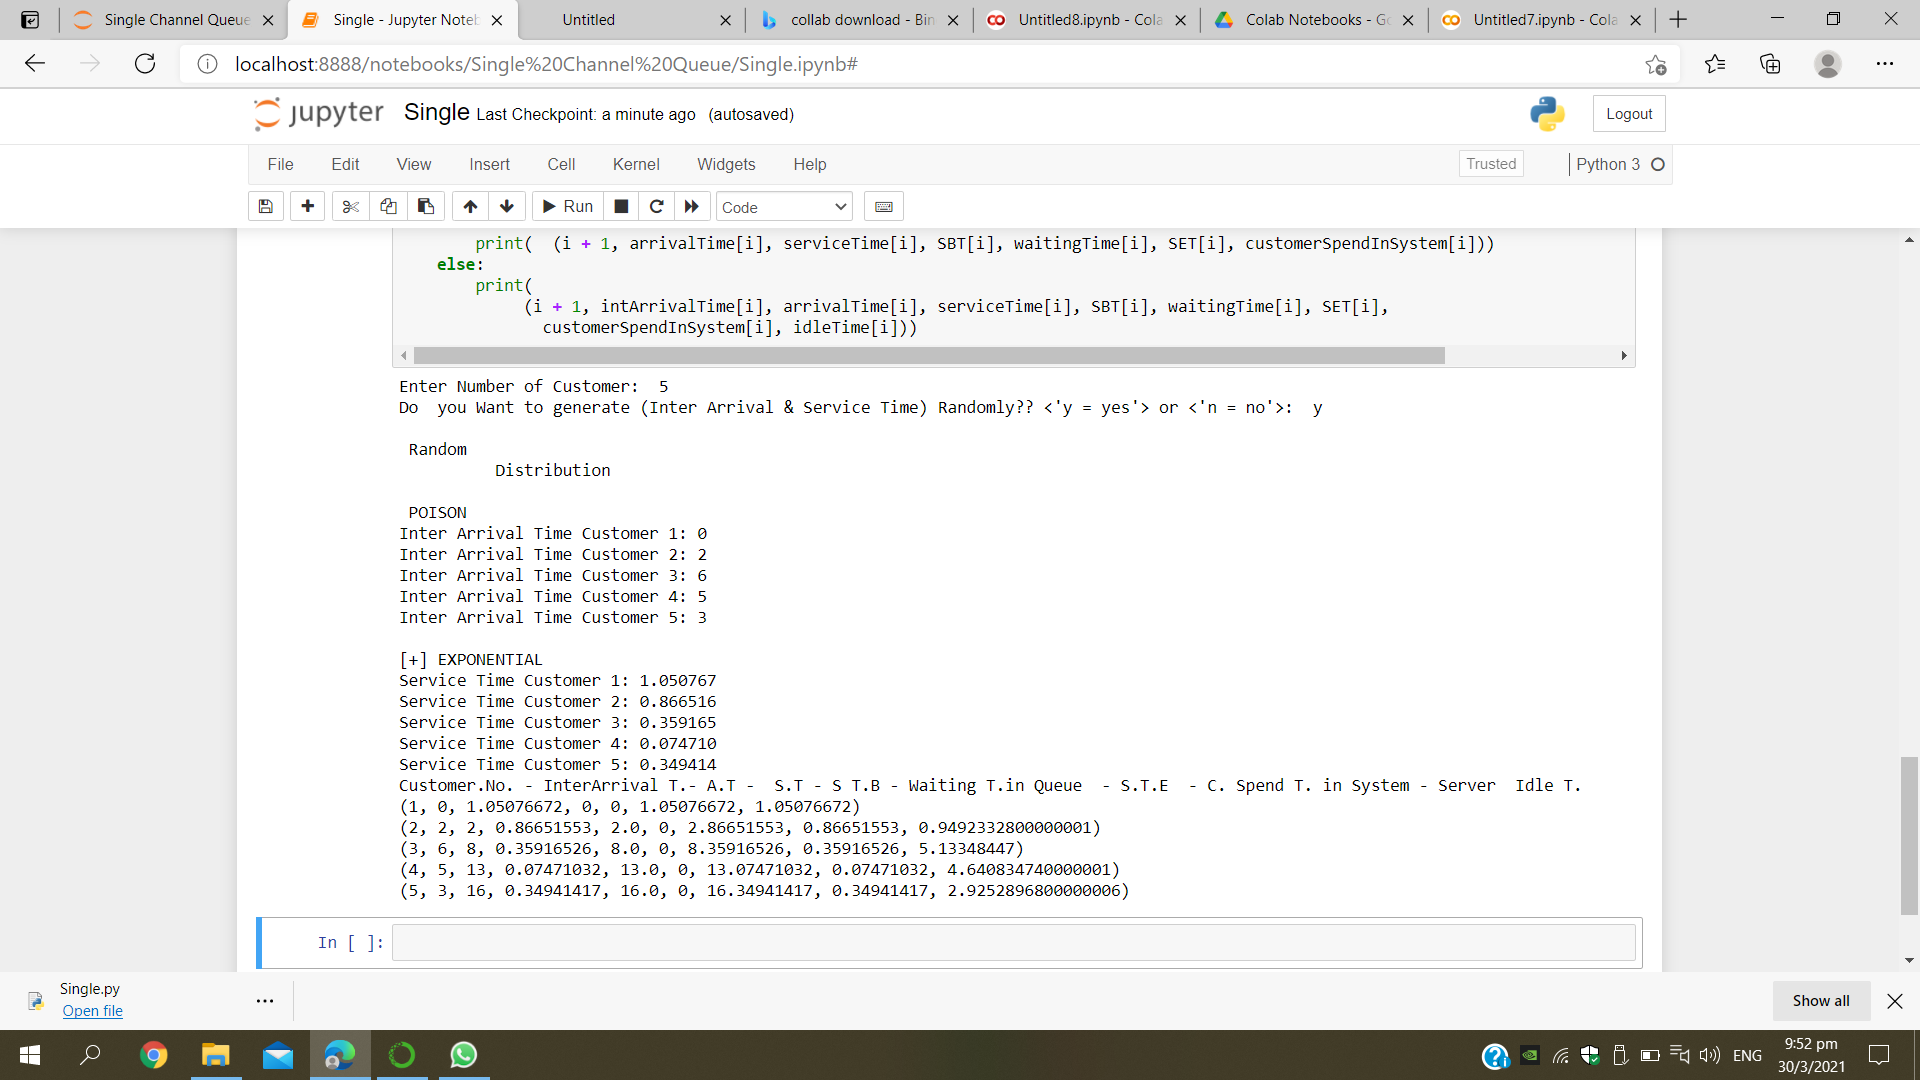 Single Channel Queue
Single - Jupyter Noteb
Untitled
collab download - Bin
Untitled8.ipynb - Cola
Colab Notebooks - Go
Untitled7.ipynb - Cola
localhost:8888/notebooks/Single%20Channel%20Queue/Single.ipynb#
jupyter Single Last Checkpoint: a minute ago (autosaved)
Logout
File Edit View Insert Cell Kernel Widgets Help
Trusted
Python 3
Run
Code
print( (i + 1, arrivalTime[i], serviceTime[i], SBT[i], waitingTime[i], SET[i], customerSpendInSystem[i]))
else:
print(
(i + 1, intArrivalTime[i], arrivalTime[i], serviceTime[i], SBT[i], waitingTime[i], SET[i],
customerSpendInSystem[i], idleTime[i]))
Enter Number of Customer:  5
Do  you Want to generate (Inter Arrival & Service Time) Randomly?? <'y = yes'> or <'n = no'>:  y
Random
Distribution
POISON
Inter Arrival Time Customer 1: 0
Inter Arrival Time Customer 2: 2
Inter Arrival Time Customer 3: 6
Inter Arrival Time Customer 4: 5
Inter Arrival Time Customer 5: 3
[+] EXPONENTIAL
Service Time Customer 1: 1.050767
Service Time Customer 2: 0.866516
Service Time Customer 3: 0.359165
Service Time Customer 4: 0.074710
Service Time Customer 5: 0.349414
Customer.No. - InterArrival T.- A.T -  S.T - S T.B - Waiting T.in Queue  - S.T.E  - C. Spend T. in System - Server  Idle T.
(1, 0, 1.05076672, 0, 0, 1.05076672, 1.05076672)
(2, 2, 2, 0.86651553, 2.0, 0, 2.86651553, 0.86651553, 0.9492332800000001)
(3, 6, 8, 0.35916526, 8.0, 0, 8.35916526, 0.35916526, 5.13348447)
(4, 5, 13, 0.07471032, 13.0, 0, 13.07471032, 0.07471032, 4.640834740000001)
(5, 3, 16, 0.34941417, 16.0, 0, 16.34941417, 0.34941417, 2.9252896800000006)
In [ ]:
Single.py
Open file
Show all
ENG
9:52 pm
30/3/2021